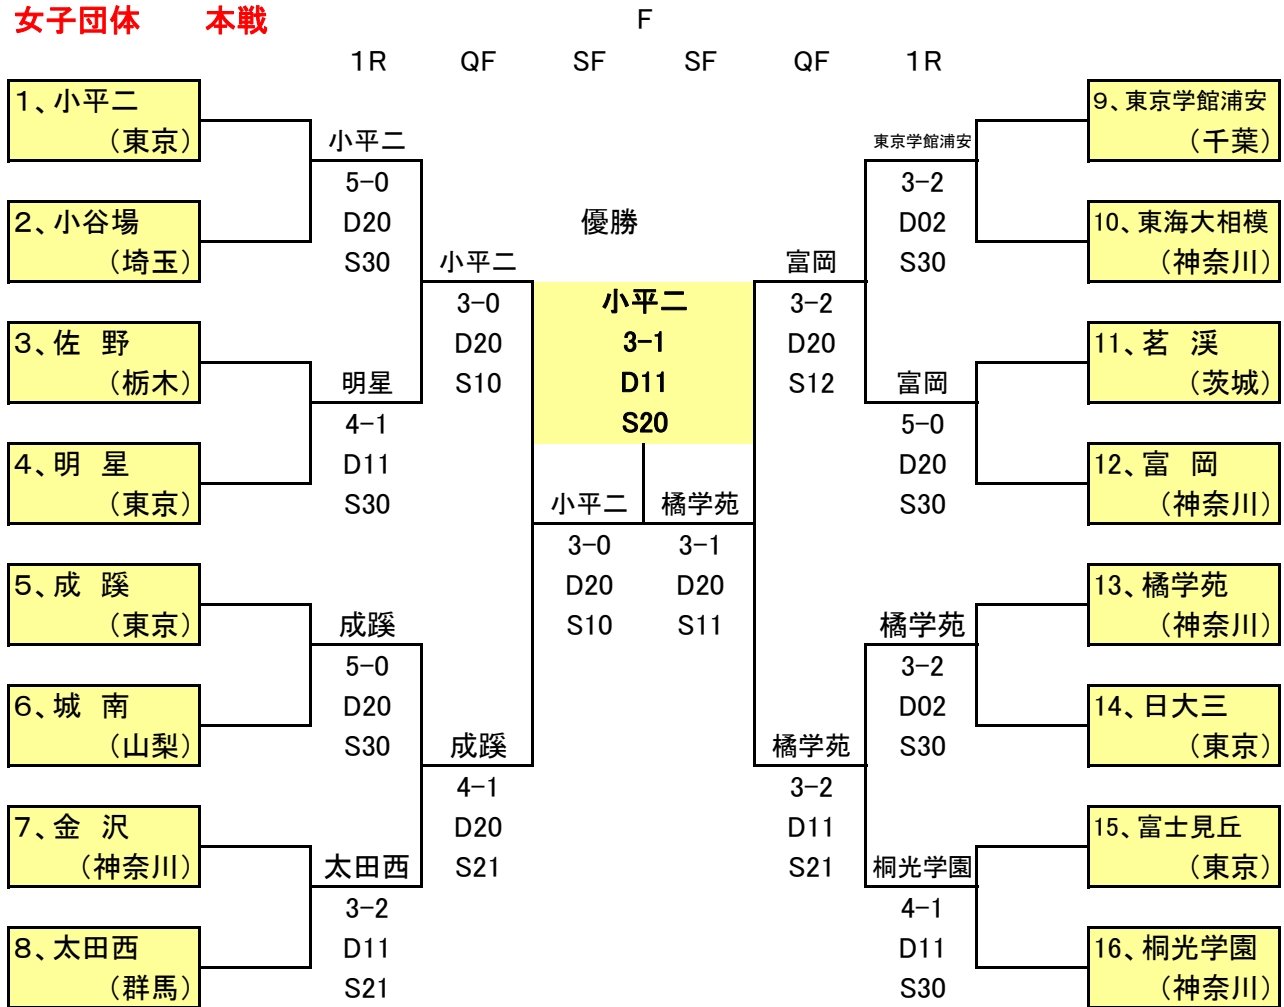 女子団体　　本戦
F
1R QF SF SF QF 1R
1、小平二
（東京）
2、小谷場
（埼玉）
3、佐　野
（栃木）
4、明　星
（東京）
5、成　蹊
（東京）
6、城　南
（山梨）
7、金　沢
（神奈川）
8、太田西
（群馬）
小平二
5-0
D20
S30
明星
4-1
D11
S30
成蹊
5-0
D20
S30
太田西
3-2
D11
S21
小平二
3-0
D20
S10
成蹊
4-1
D20
S21
優勝
小平二
3-1
D11
S20
小平二
3-0
D20
S10
橘学苑
3-1
D20
S11
富岡
3-2
D20
S12
橘学苑
3-2
D11
S21
東京学館浦安
3-2
D02
S30
富岡
5-0
D20
S30
橘学苑
3-2
D02
S30
桐光学園
4-1
D11
S30
9、東京学館浦安
（千葉）
10、東海大相模
（神奈川）
11、茗　渓
（茨城）
12、富　岡
（神奈川）
13、橘学苑
（神奈川）
14、日大三
（東京）
15、富士見丘
（東京）
16、桐光学園
（神奈川）